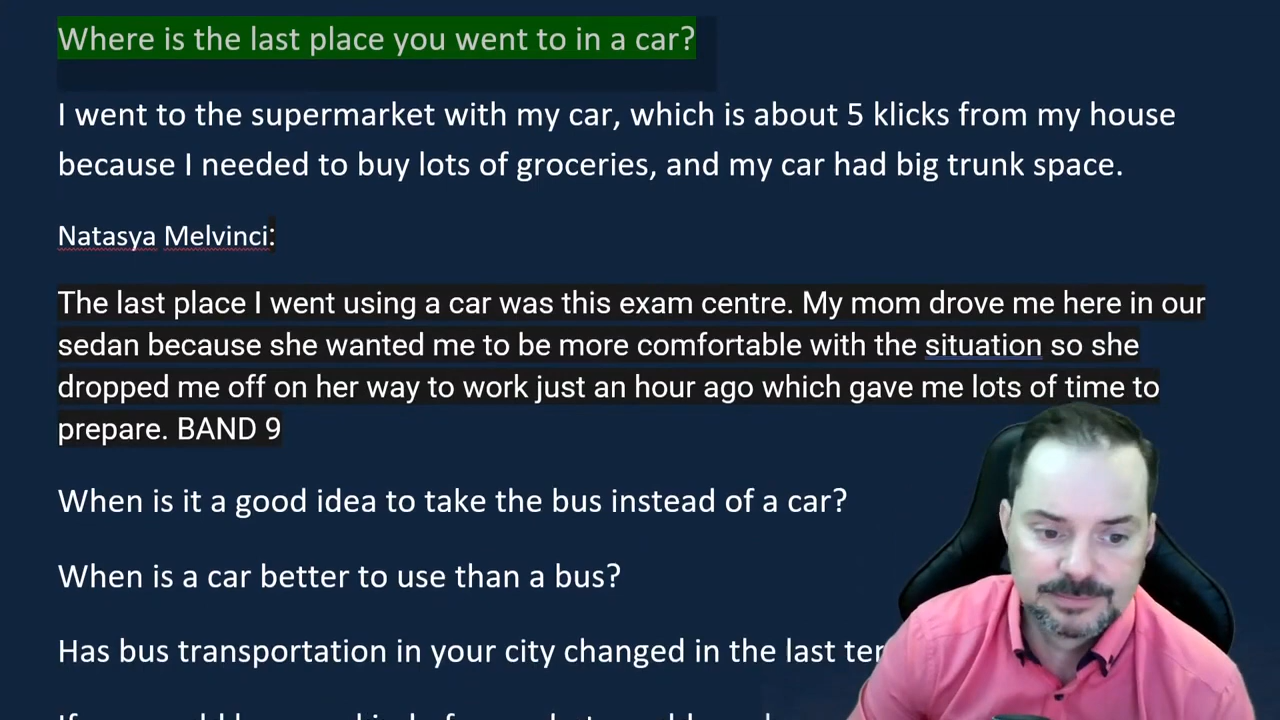 Where is the last place you went to in a car?
I went to the supermarket with my car, which is about 5 klicks from my house
because I needed to buy lots of groceries, and my car had big trunk space.
Natasya Melvinci:
The last place I went using a car was this exam centre. My mom drove me here in our
sedan because she wanted me to be more comfortable with the situation so she
dropped me off on her way to work just an hour ago which gave me lots of time to
prepare. BAND 9
When is it a good idea to take the bus instead of a car?
When is a car better to use than a bus?
Has bus transportation in your city changed in the last